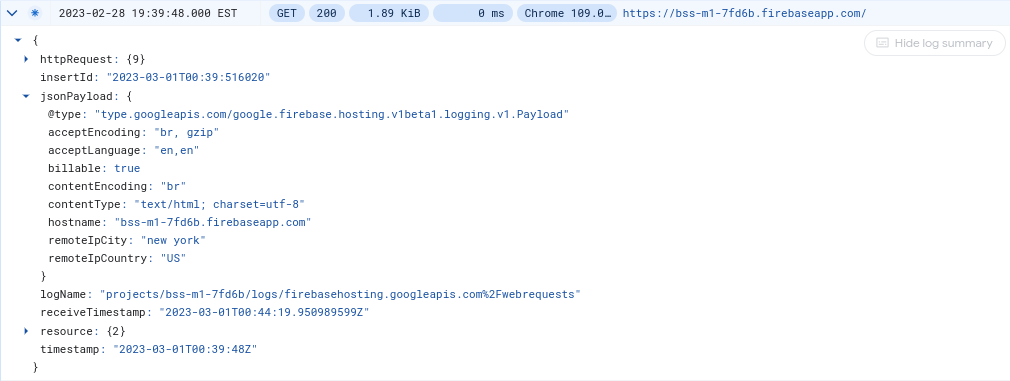 2023-02-28 19:39:48.000 EST GET 200 1.89 KiB 0 ms Chrome 109.0… https://bss-m1-7fd6b.firebaseapp.com/
{
Hide log summary
httpRequest: {9}
insertId: "2023-03-01T00:39:516020"
jsonPayload: {
@type: "type.googleapis.com/google.firebase.hosting.v1beta1.logging.v1.Payload"
acceptEncoding: "br, gzip"
acceptLanguage: "en,en"
billable: true
contentEncoding: "br"
contentType: "text/html; charset=utf-8"
hostname: "bss-m1-7fd6b.firebaseapp.com"
remoteIpCity: "new york"
remoteIpCountry: "US"
}
logName: "projects/bss-m1-7fd6b/logs/firebasehosting.googleapis.com%2Fwebrequests"
receiveTimestamp: "2023-03-01T00:44:19.950989599Z"
resource: {2}
timestamp: "2023-03-01T00:39:48Z"
}